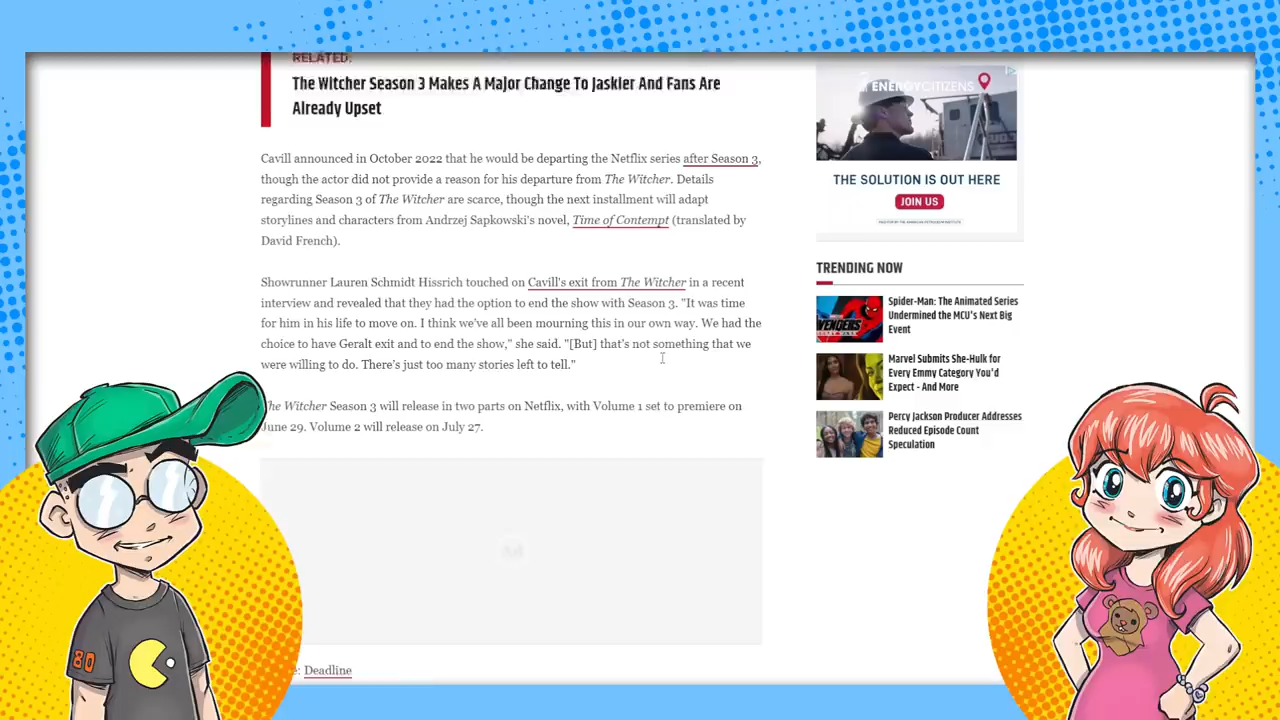 RELATED:
The Witcher Season 3 Makes A Major Change To Jaskier And Fans Are
Already Upset
Cavill announced in October 2022 that he would be departing the Netflix series after Season 3,
though the actor did not provide a reason for his departure from The Witcher. Details
regarding Season 3 of The Witcher are scarce, though the next installment will adapt
storylines and characters from Andrzej Sapkowski's novel, Time of Contempt (translated by
David French).
Showrunner Lauren Schmidt Hissrich touched on Cavill's exit from The Witcher in a recent
interview and revealed that they had the option to end the show with Season 3. "It was time
for him in his life to move on. I think we've all been mourning this in our own way. We had the
choice to have Geralt exit and to end the show," she said. "[But] that's not something that we
were willing to do. There's just too many stories left to tell."
he Witcher Season 3 will release in two parts on Netflix, with Volume 1 set to premiere on
June 29. Volume 2 will release on July 27.
e: Deadline
ENERGYCITIZENS
THE SOLUTION IS OUT HERE
JOIN US
TRENDING NOW
Spider-Man: The Animated Series
Undermined the MCU's Next Big
Event
Marvel Submits She-Hulk for
Every Emmy Category You'd
Expect - And More
Percy Jackson Producer Addresses
Reduced Episode Count
Speculation
80